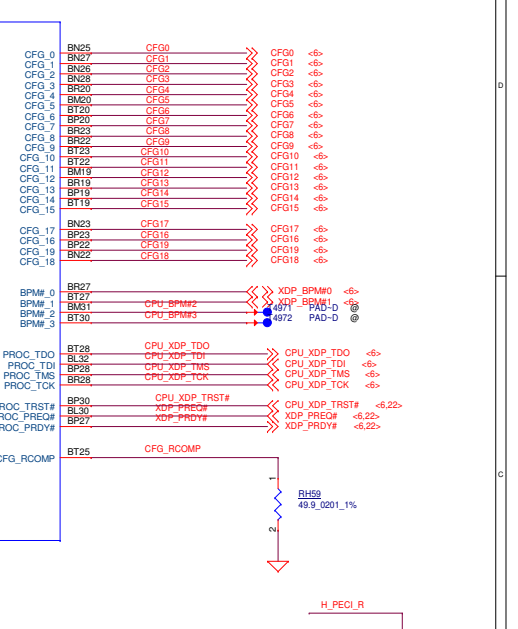 CFG_0 BN25 CFG0 CFG0 <6>
CFG_1 BN27 CFG1 CFG1 <6>
CFG_2 BN26 CFG2 CFG2 <6>
CFG_3 BN28 CFG3 CFG3 <6>
CFG_4 BR20 CFG4 CFG4 <6>
CFG_5 BM20 CFG5 CFG5 <6>
CFG_6 BT20 CFG6 CFG6 <6>
CFG_7 BP20 CFG7 CFG7 <6>
CFG_8 BR23 CFG8 CFG8 <6>
CFG_9 BR22 CFG9 CFG9 <6>
CFG_10 BT23 CFG10 CFG10 <6>
CFG_11 BT22 CFG11 CFG11 <6>
CFG_12 BM19 CFG12 CFG12 <6>
CFG_13 BR19 CFG13 CFG13 <6>
CFG_14 BP19 CFG14 CFG14 <6>
CFG_15 BT19 CFG15 CFG15 <6>
CFG_17 BN23 CFG17 CFG17 <6>
CFG_16 BP23 CFG16 CFG16 <6>
CFG_19 BP22 CFG19 CFG19 <6>
CFG_18 BN22 CFG18 CFG18 <6>
BPM#_0 BR27 XDP_BPM#0 <6>
BPM#_1 BT27 XDP_BPM#1 <6>
BPM#_2 BM31 CPU_BPM#2 4971 PAD~D @
BPM#_3 BT30 CPU_BPM#3 4972 PAD~D @
PROC_TDO BT28 CPU_XDP_TDO CPU_XDP_TDO <6>
PROC_TDI BL32 CPU_XDP_TDI CPU_XDP_TDI <6>
PROC_TMS BP28 CPU_XDP_TMS CPU_XDP_TMS <6>
PROC_TCK BR28 CPU_XDP_TCK CPU_XDP_TCK <6>
ROC_TRST# BP30 CPU_XDP_TRST# CPU_XDP_TRST# <6,22>
ROC_PREQ# BL30 XDP_PREQ# XDP_PREQ# <6,22>
ROC_PRDY# BP27 XDP_PRDY# XDP_PRDY# <6,22>
CFG_RCOMP BT25 CFG_RCOMP
1
RH59
49.9_0201_1%
2
H_PECI_R
D
C